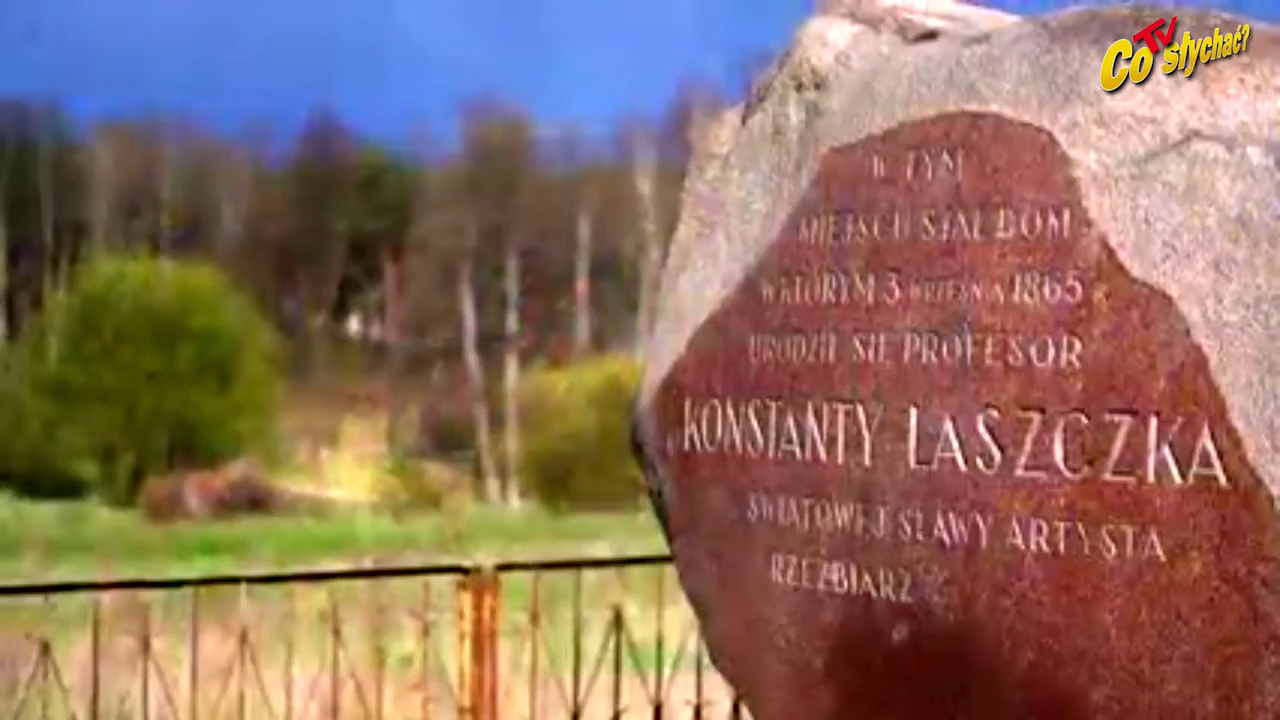 TV
Co słychać?
W TYM
MIEJSCU STAŁ DOM
W KTÓRYM 3 WRZEŚNIA 1865 R
URODZIŁ SIĘ PROFESOR
KONSTANTY LASZCZKA
ŚWIATOWEJ SŁAWY ARTYSTA
RZEŹBIARZ